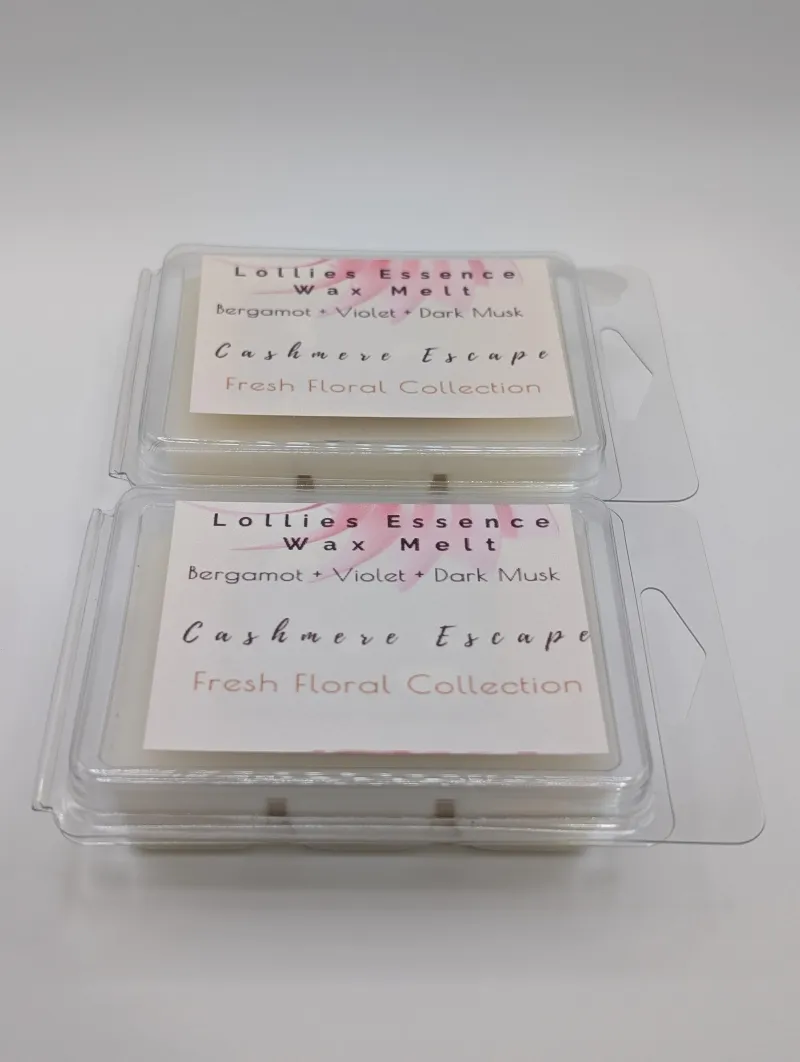 Lollies Essence
Wax Melt
Bergamot + Violet + Dark Musk
Cashmere Escape
Fresh Floral Collection
Lollies Essence
Wax Melt
Bergamot + Violet + Dark Musk
Cashmere Escape
Fresh Floral Collection